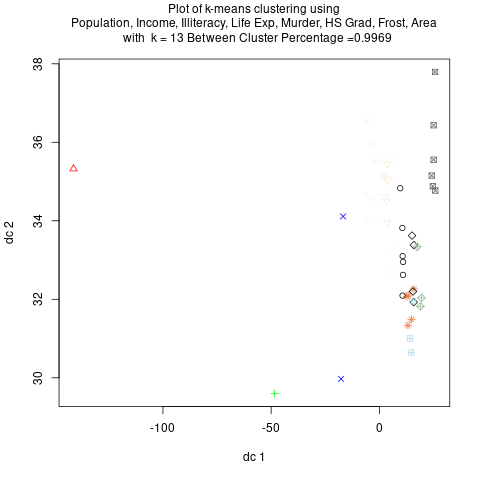 Plot of k-means clustering using
Population, Income, Illiteracy, Life Exp, Murder, HS Grad, Frost, Area
with k = 13 Between Cluster Percentage =0.9969
38
36
34
32
30
dc 2
-100
-50
0
dc 1